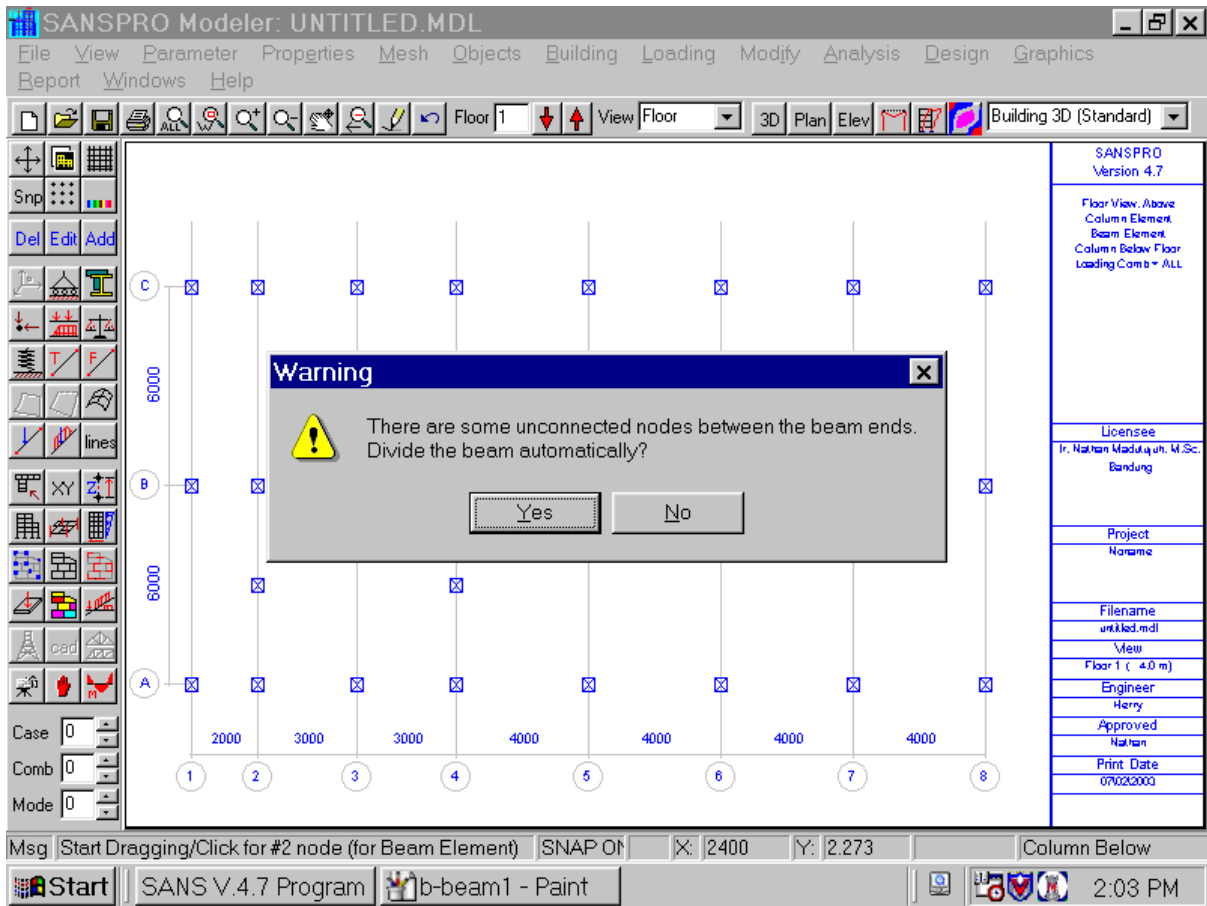 SANSPRO Modeler: UNTITLED.MDL
File View Parameter Properties Mesh Objects Building Loading Modify Analysis Design Graphics
Report Windows Help
ALL Floor 1 View Floor 3D Plan Elev Building 3D (Standard)
Snp
Del Edit Add
T F
lines
XY Z
cad
M
Case 0
Comb 0
Mode 0
C
B
A
6000
6000
2000 3000 3000 4000 4000 4000 4000
1 2 3 4 5 6 7 8
Warning
There are some unconnected nodes between the beam ends.
Divide the beam automatically?
Yes No
SANSPRO
Version 4.7
Floor View. Above
Column Element
Beam Element
Column Below Floor
Loading Comb = ALL
Licensee
Ir. Nathan Madutujuh. M.Sc.
Bandung
Project
Noname
Filename
untitled.mdl
View
Floor 1 ( 4.0 m)
Engineer
Herry
Approved
Nathan
Print Date
07/02/2003
Msg Start Dragging/Click for #2 node (for Beam Element) SNAP ON X: 2400 Y: 2.273 Column Below
Start SANS V.4.7 Program b-beam1 - Paint 2:03 PM